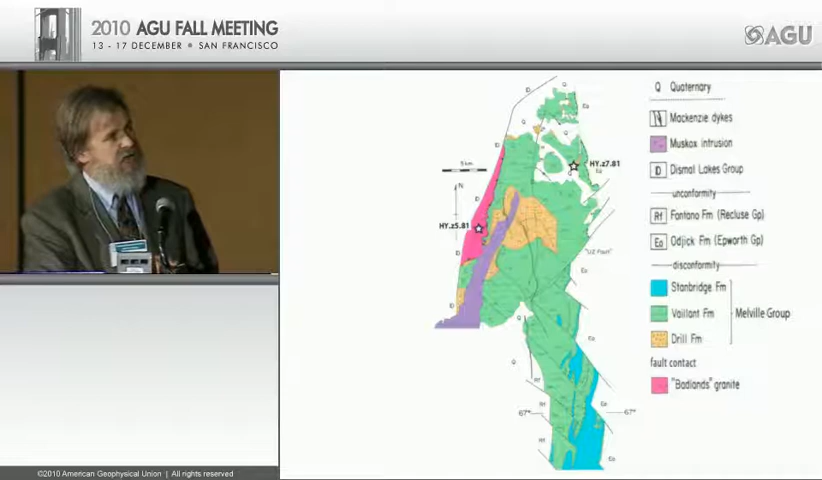 2010 AGU FALL MEETING
13 - 17 DECEMBER SAN FRANCISCO
AGU
Q Quaternary
Mackenzie dykes
Muskox intrusion
D Dismal Lakes Group
unconformity
Rf Fontano Fm (Recluse Gp)
Eo Odjick Fm (Epworth Gp)
disconformity
Stanbridge Fm
Vaillant Fm
Melville Group
Drill Fm
fault contact
"Badlands" granite
HY.z7.81
HY.z5.81
5 km
N
67°
67°
©2010 American Geophysical Union | All rights reserved